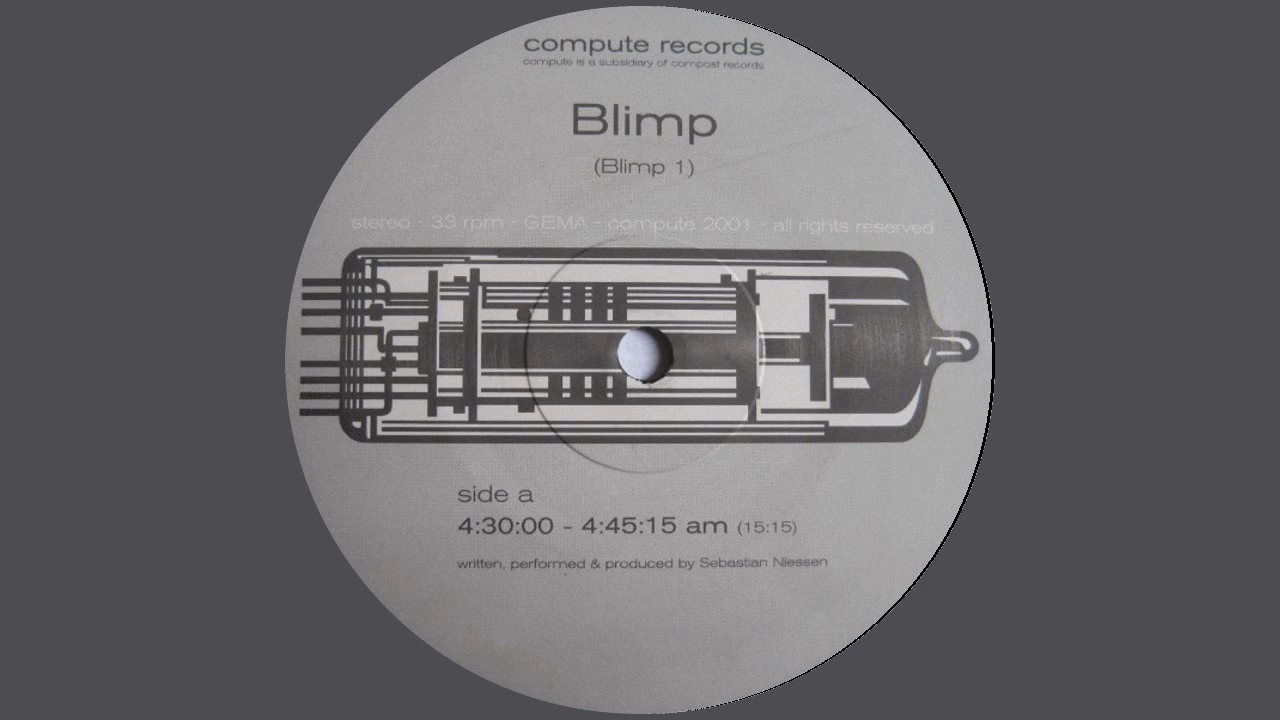 compute records
compute is a subsidiary of compost records
Blimp
(Blimp 1)
stereo - 33 rpm - GEMA - compute 2001 - all rights reserved
side a
4:30:00 - 4:45:15 am (15:15)
written, performed & produced by Sebastian Niessen